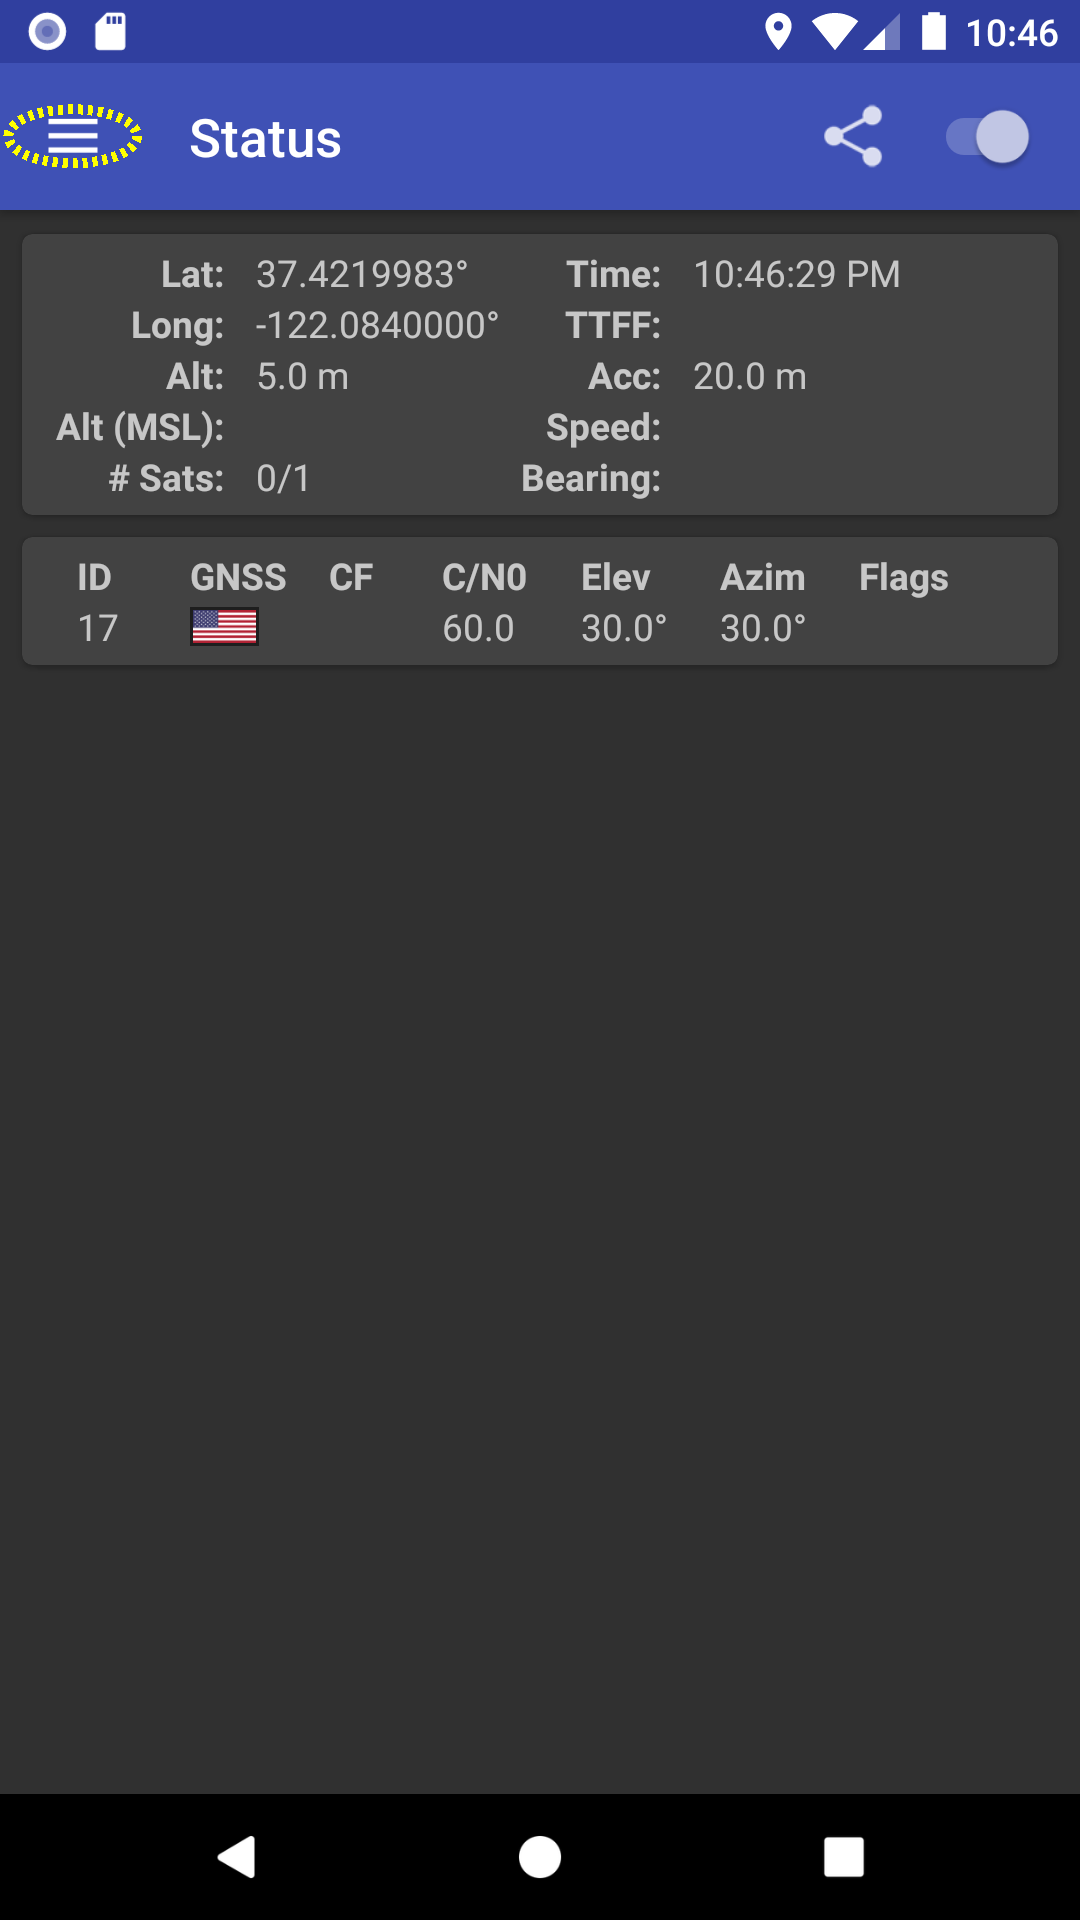 10:46
Status
Lat: 37.4219983° Time: 10:46:29 PM
Long: -122.0840000° TTFF:
Alt: 5.0 m Acc: 20.0 m
Alt (MSL): Speed:
# Sats: 0/1 Bearing:
ID GNSS CF C/N0 Elev Azim Flags
17 60.0 30.0° 30.0°